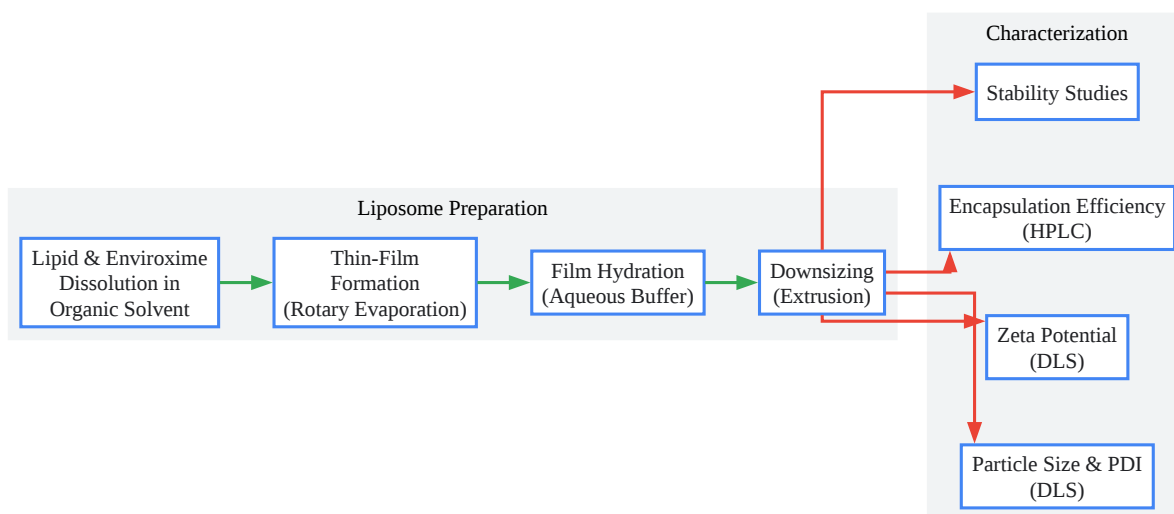 Characterization
Stability Studies
Liposome Preparation
Lipid & Enviroxime
Dissolution in
Organic Solvent
Thin-Film
Formation
(Rotary Evaporation)
Film Hydration
(Aqueous Buffer)
Downsizing
(Extrusion)
Encapsulation Efficiency
(HPLC)
Zeta Potential
(DLS)
Particle Size & PDI
(DLS)